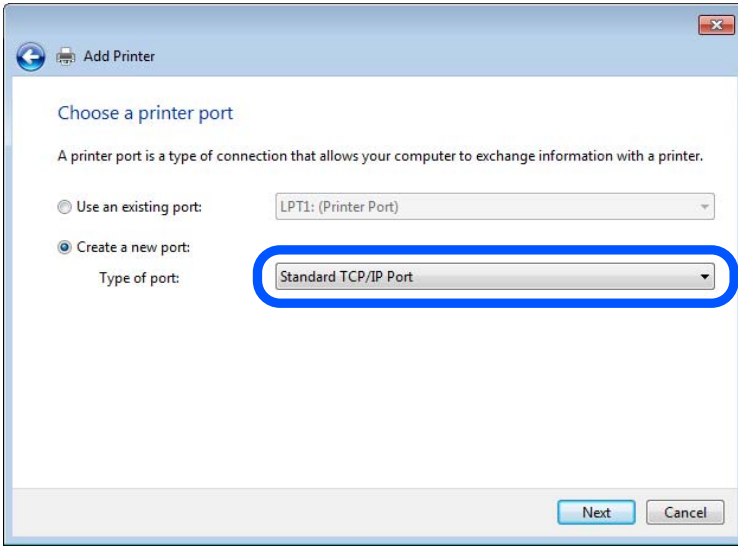 Add Printer
Choose a printer port
A printer port is a type of connection that allows your computer to exchange information with a printer.
Use an existing port: LPT1: (Printer Port)
Create a new port:
Type of port: Standard TCP/IP Port
Next Cancel